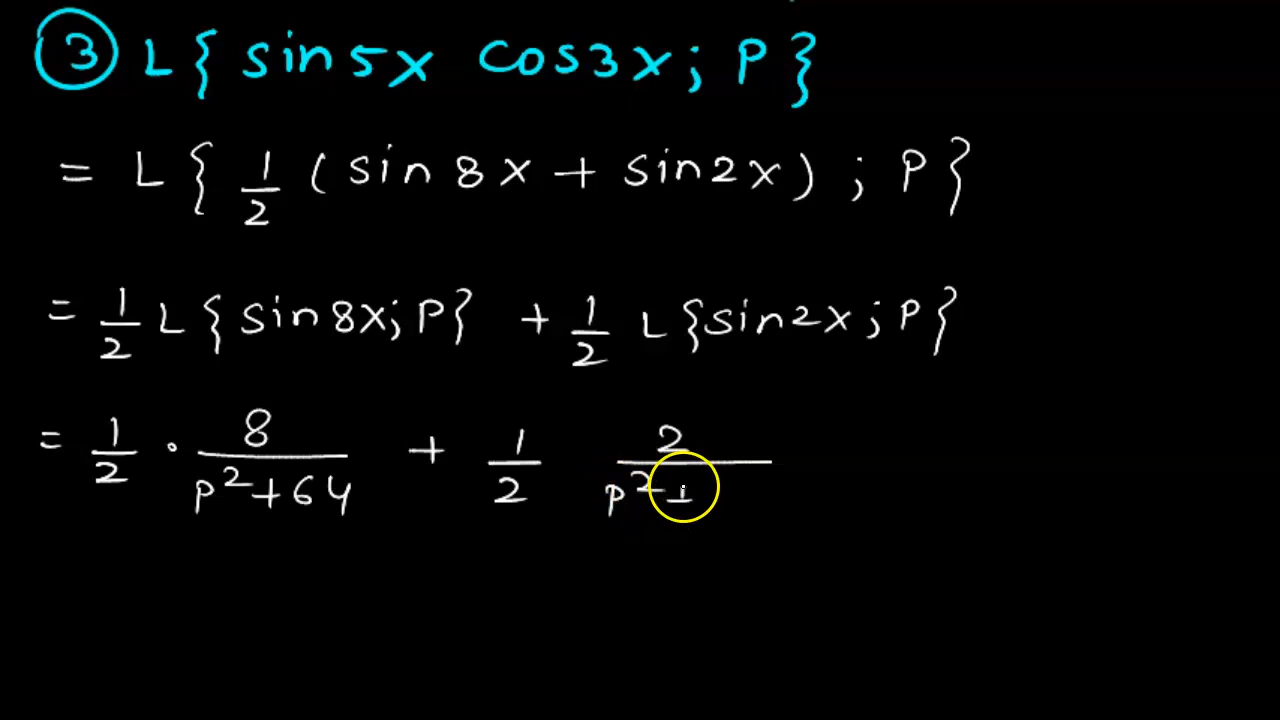 ③ L{ sin5x cos3x; P}
= L{ 1/2 (sin 8x + sin2x) ; P}
= 1/2 L{ sin8x; P} + 1/2 L{sin2x; P}
= 1/2 · 8/(p²+64) + 1/2 2/(p²+